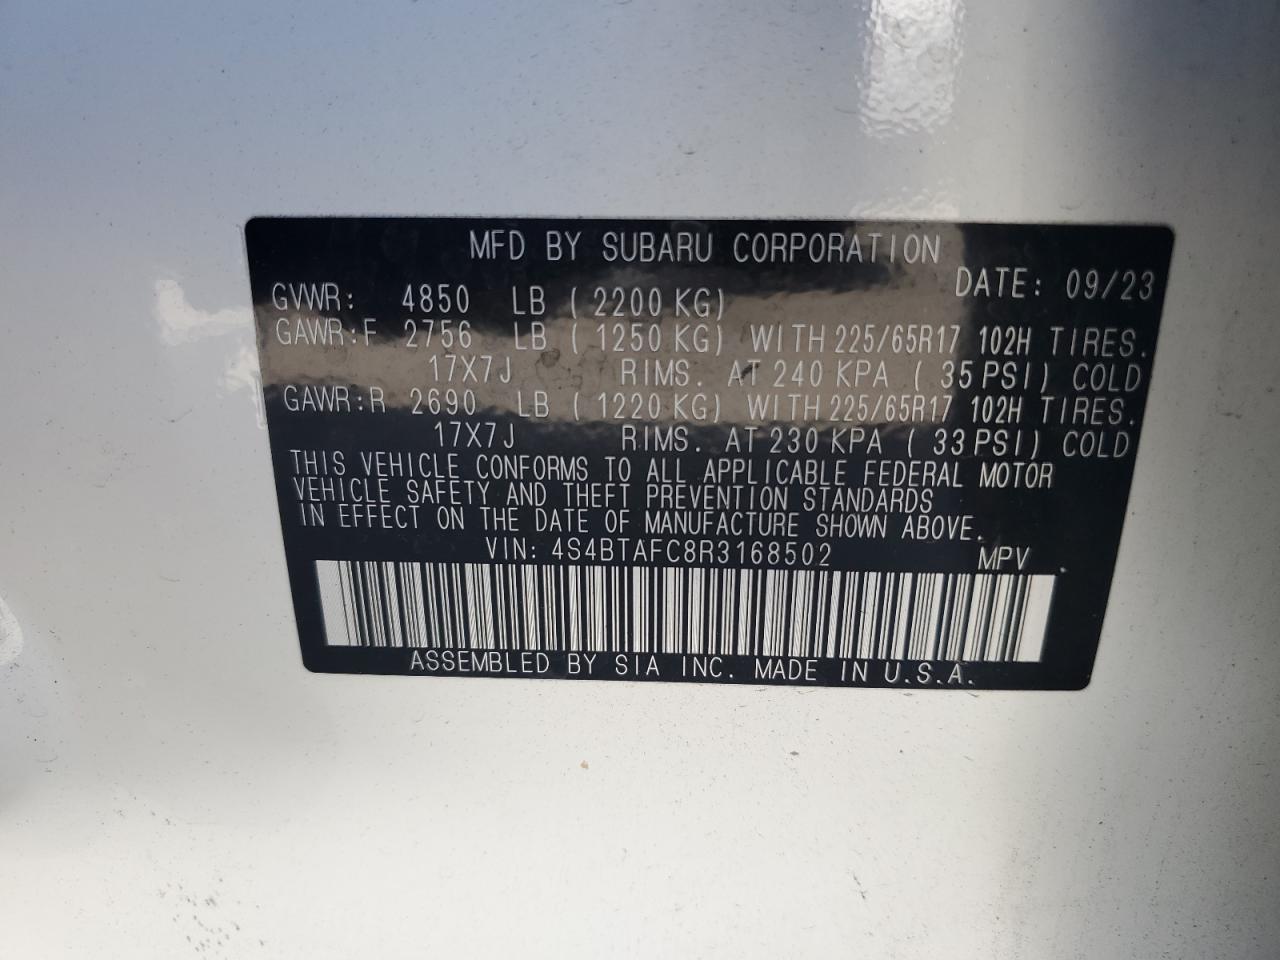 MFD BY SUBARU CORPORATION
DATE: 09/23
GVWR: 4850 LB ( 2200 KG)
GAWR:F 2756 LB ( 1250 KG) WITH 225/65R17 102H TIRES.
17X7J RIMS. AT 240 KPA ( 35 PSI) COLD
GAWR:R 2690 LB ( 1220 KG) WITH 225/65R17 102H TIRES.
17X7J RIMS. AT 230 KPA ( 33 PSI) COLD
THIS VEHICLE CONFORMS TO ALL APPLICABLE FEDERAL MOTOR
VEHICLE SAFETY AND THEFT PREVENTION STANDARDS
IN EFFECT ON THE DATE OF MANUFACTURE SHOWN ABOVE.
VIN: 4S4BTAFC8R3168502 MPV .
ASSEMBLED BY SIA INC. MADE IN U.S.A.